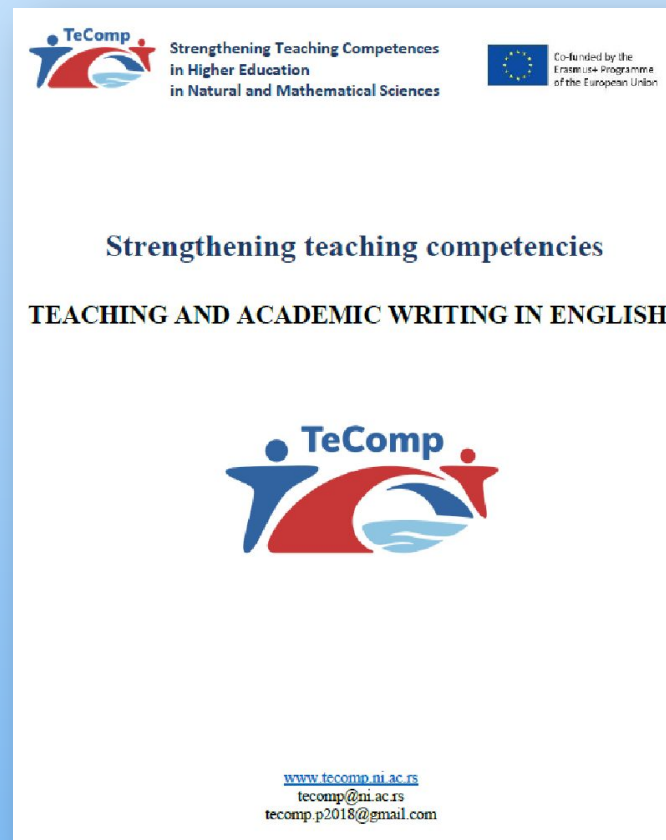 TeComp
Strengthening Teaching Competences
in Higher Education
in Natural and Mathematical Sciences
Co-funded by the
Erasmus+ Programme
of the European Union
Strengthening teaching competencies
TEACHING AND ACADEMIC WRITING IN ENGLISH
TeComp
www.tecomp.ni.ac.rs
tecomp@ni.ac.rs
tecomp.p2018@gmail.com